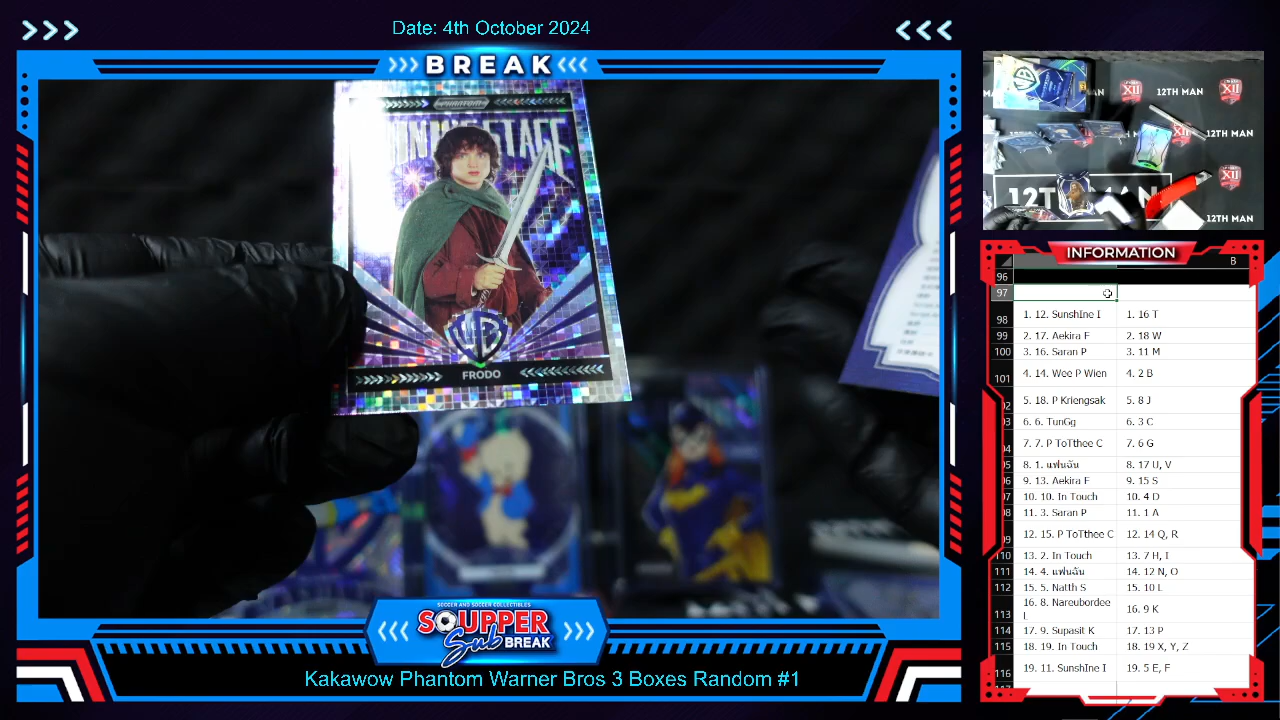 Date: 4th October 2024
BREAK
PHANTOM
FRODO
12TH MAN
12TH MAN
12TH MAN
12TH MAN
12TH MAN
INFORMATION
B
96
97
98 1. 12. SunshIne I 1. 16 T
99 2. 17. Aekira F 2. 18 W
100 3. 16. Saran P 3. 11 M
101 4. 14. Wee P Wien 4. 2 B
5. 18. P Kriengsak 5. 8 J
6. 6. TunGg 6. 3 C
7. 7. P ToTthee C 7. 6 G
8. 1. แฟนฉัน 8. 17 U, V
9. 13. Aekira F 9. 15 S
10. 10. In Touch 10. 4 D
11. 3. Saran P 11. 1 A
12. 15. P ToTthee C 12. 14 Q, R
110 13. 2. In Touch 13. 7 H, I
111 14. 4. แฟนฉัน 14. 12 N, O
112 15. 5. Natth S 15. 10 L
113 16. 8. Nareubordee L 16. 9 K
114 17. 9. Supasit K 17. 13 P
115 18. 19. In Touch 18. 19 X, Y, Z
116 19. 11. SunshIne I 19. 5 E, F
SOCCER AND SOCCER COLLECTIBLES
SOUPPER
Sub BREAK
Kakawow Phantom Warner Bros 3 Boxes Random #1